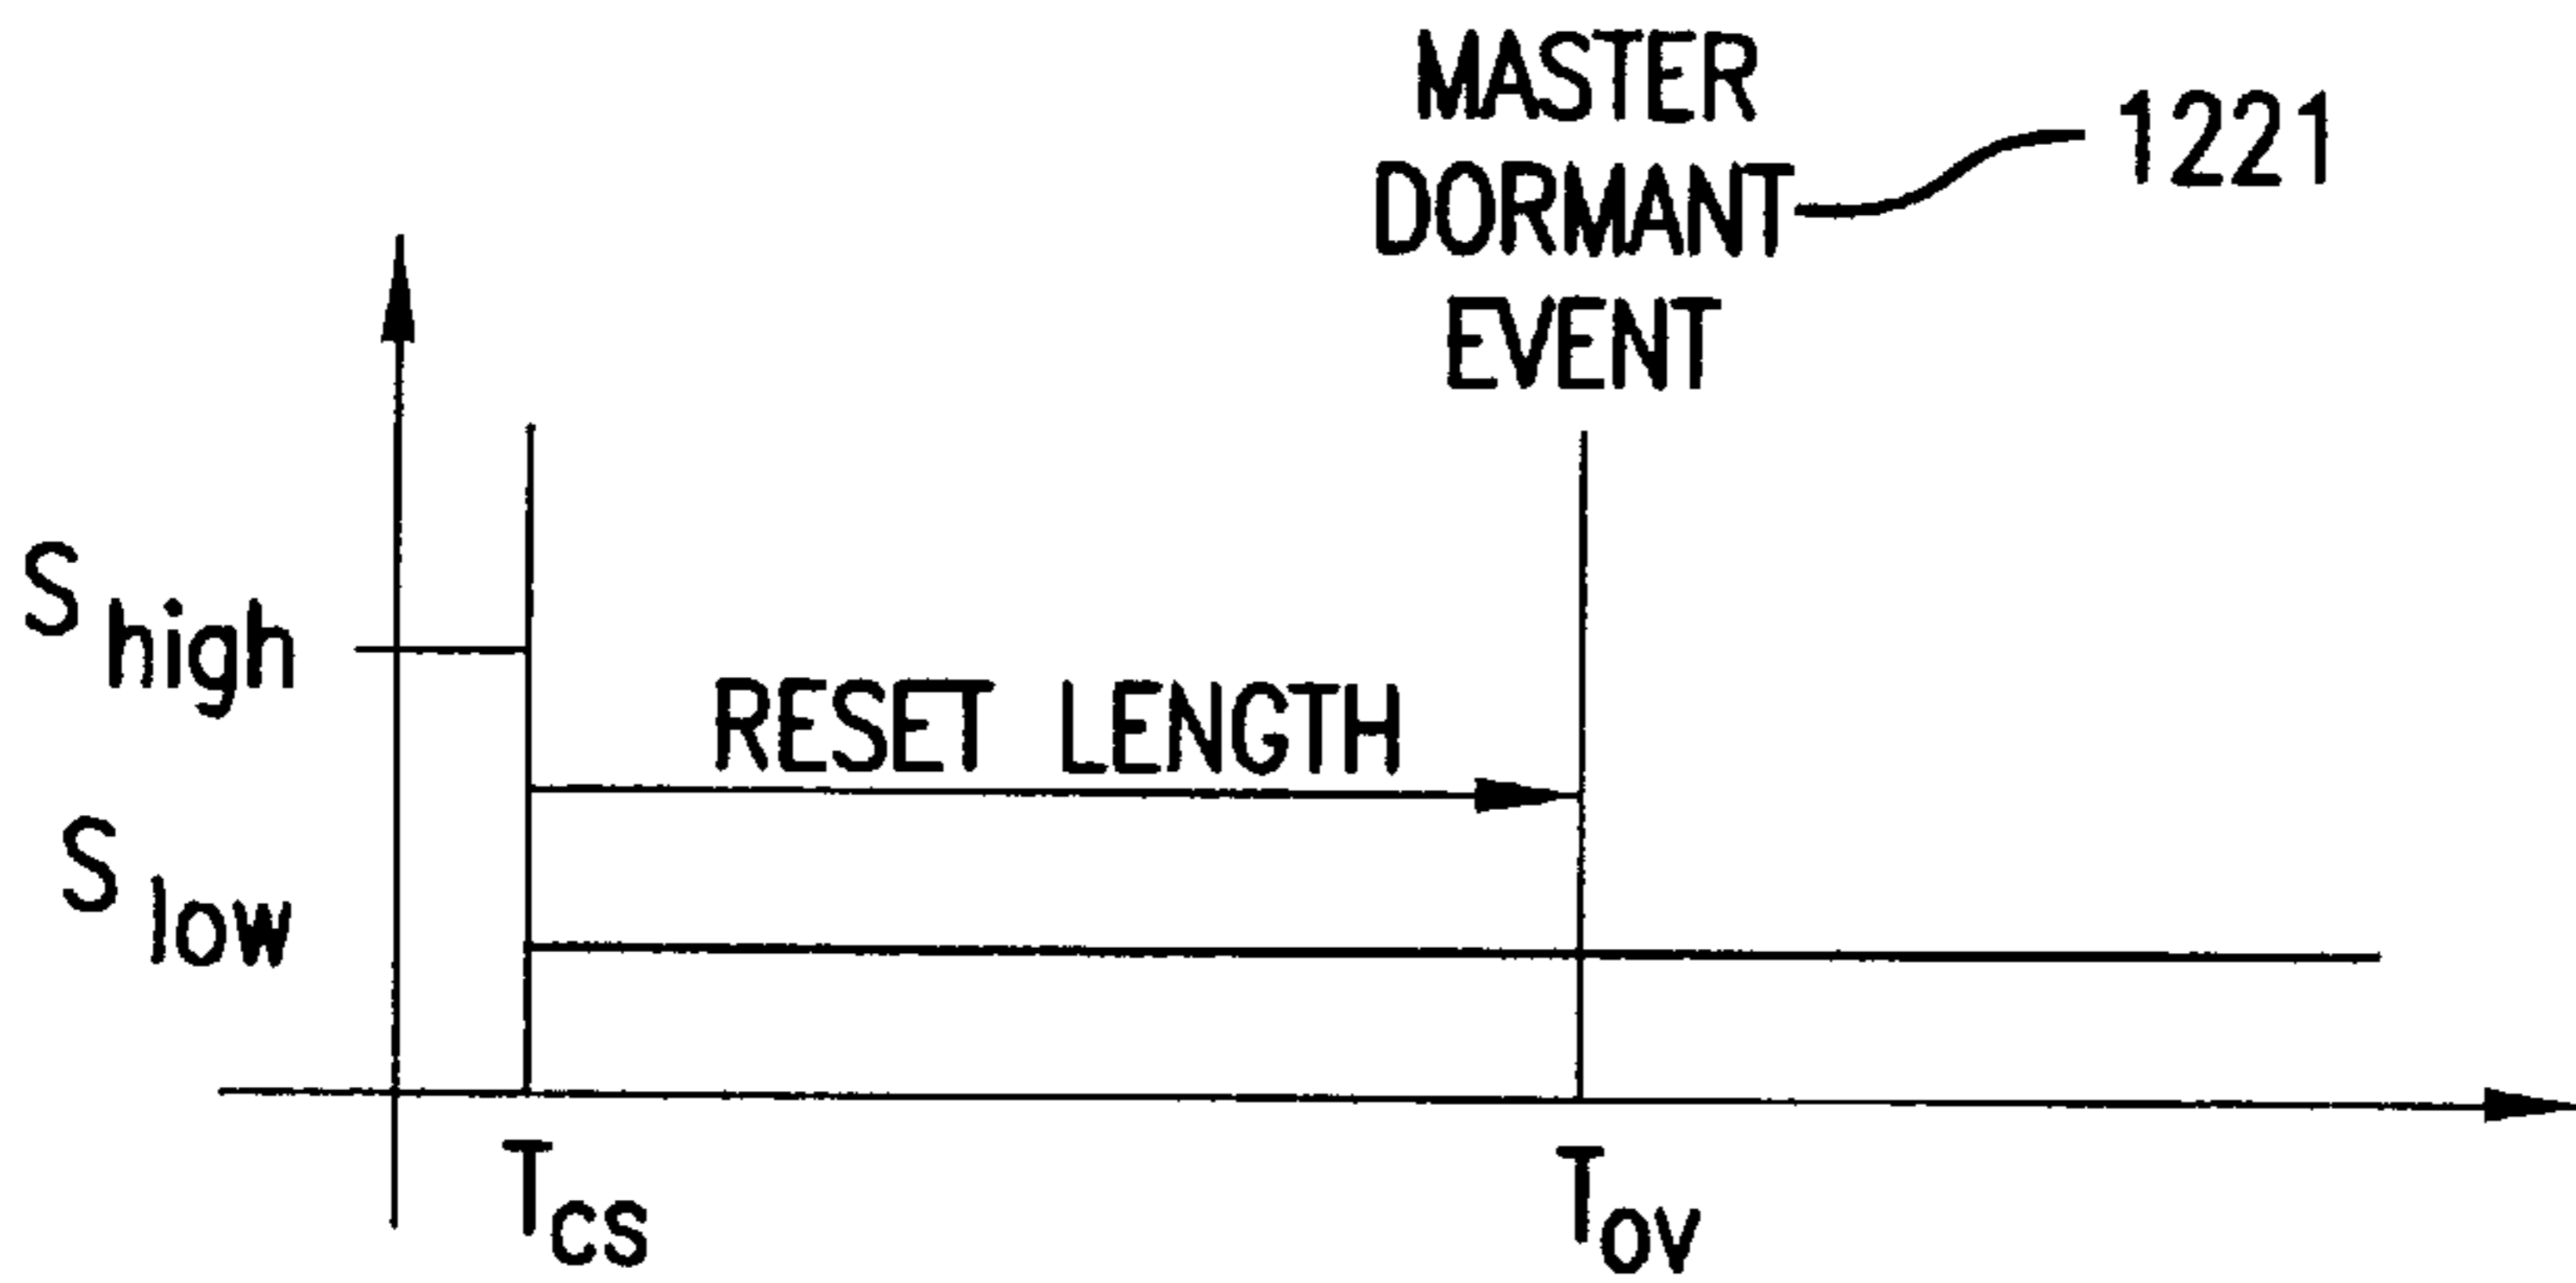 MASTER
DORMANT
EVENT
1221
S high
RESET LENGTH
S low
Tcs
Tov